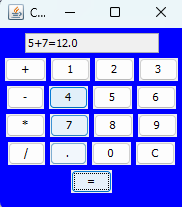 C...
5+7=12.0
+ 1 2 3
- 4 5 6
* 7 8 9
/ . 0 C
=